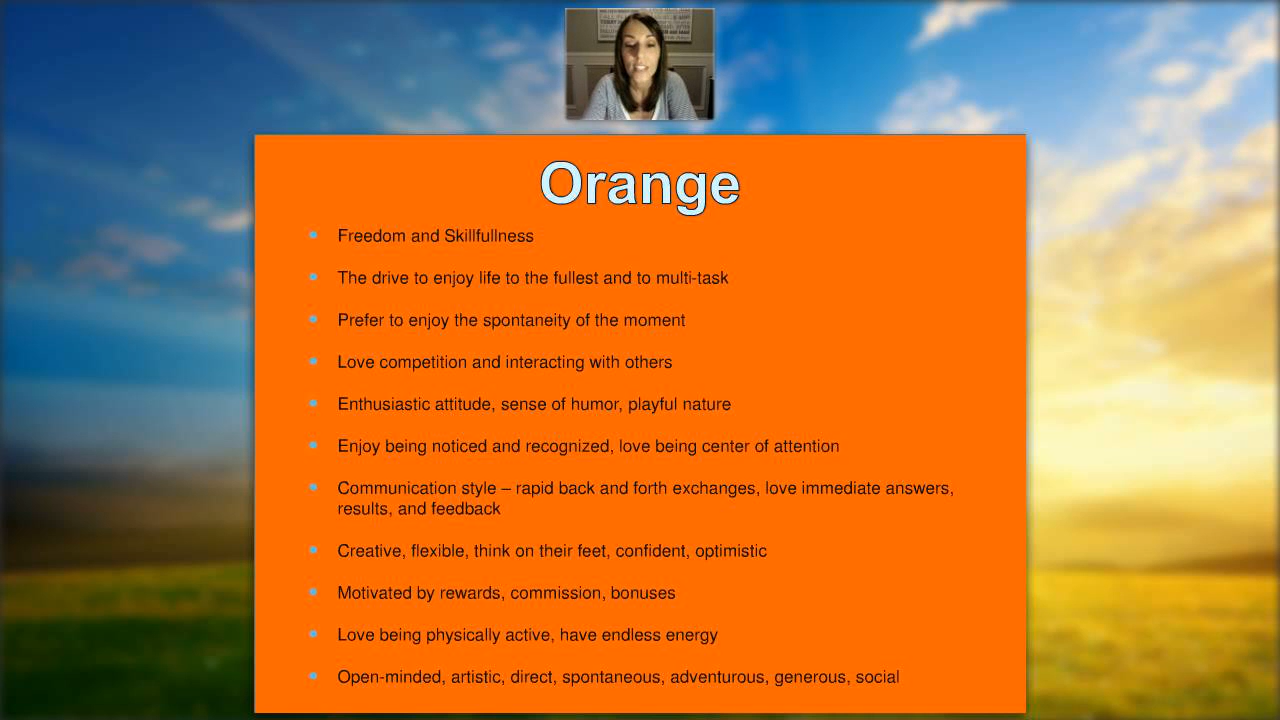 Orange
• Freedom and Skillfullness
• The drive to enjoy life to the fullest and to multi-task
• Prefer to enjoy the spontaneity of the moment
• Love competition and interacting with others
• Enthusiastic attitude, sense of humor, playful nature
• Enjoy being noticed and recognized, love being center of attention
• Communication style – rapid back and forth exchanges, love immediate answers,
results, and feedback
• Creative, flexible, think on their feet, confident, optimistic
• Motivated by rewards, commission, bonuses
• Love being physically active, have endless energy
• Open-minded, artistic, direct, spontaneous, adventurous, generous, social